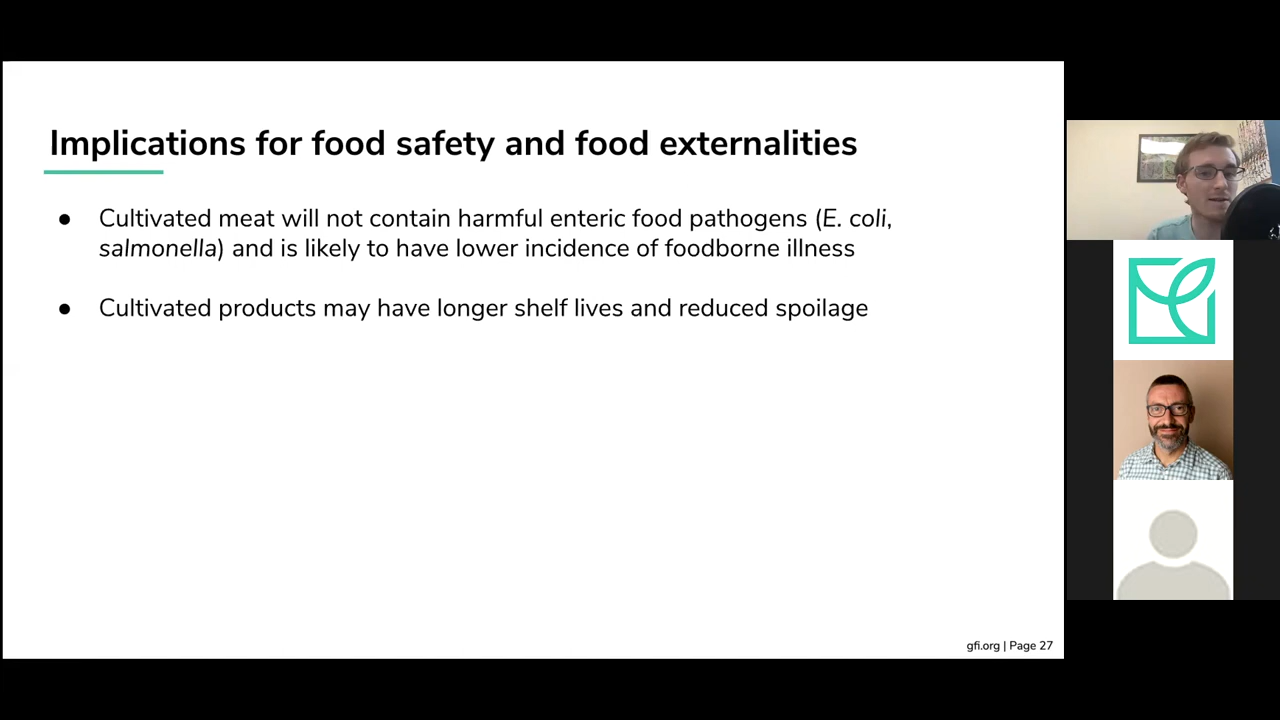 Implications for food safety and food externalities
● Cultivated meat will not contain harmful enteric food pathogens (E. coli,
salmonella) and is likely to have lower incidence of foodborne illness
● Cultivated products may have longer shelf lives and reduced spoilage
gfi.org | Page 27